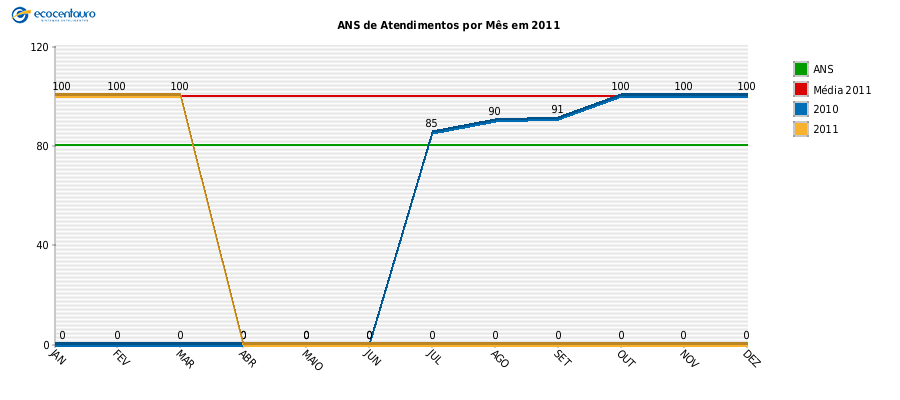 ecocentauro
ANS de Atendimentos por Mês em 2011
120
80
40
0
100 100 100 85 90 91 100 100 100
0 0 0 0 0 0 0 0 0 0 0 0
JAN FEV MAR ABR MAIO JUN JUL AGO SET OUT NOV DEZ
ANS
Média 2011
2010
2011